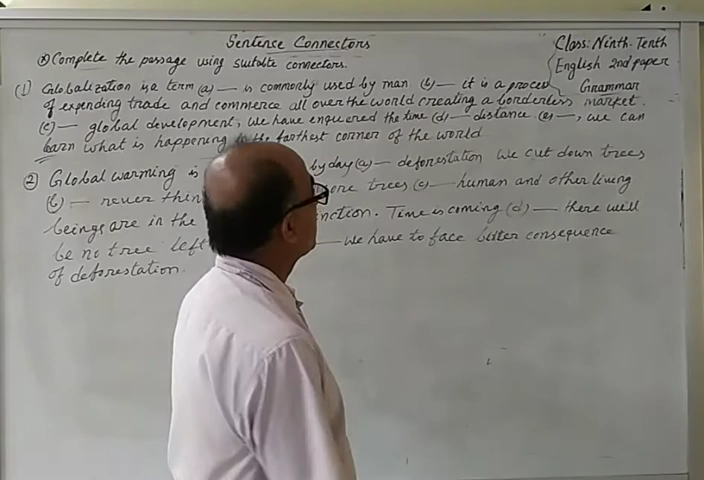 Sentence Connectors
Class: Ninth-Tenth
English 2nd paper
Grammar
Complete the passage using suitable connectors.
(1) Globalization is a term (a) — is commonly used by man (b) — it is a process
of expending trade and commerce all over the world creating a borderless market.
(c) — global development, we have enquered the time (d) — distance. (e) —, we can
learn what is happening in the farthest corner of the world
(2) Global warming is by day (a) — deforestation we cut down trees
(b) — never thin ore trees (c) — human and other living
beings are in the nction. Time is coming (d) — there will
be no tree left — we have to face bitter consequence
of deforestation.